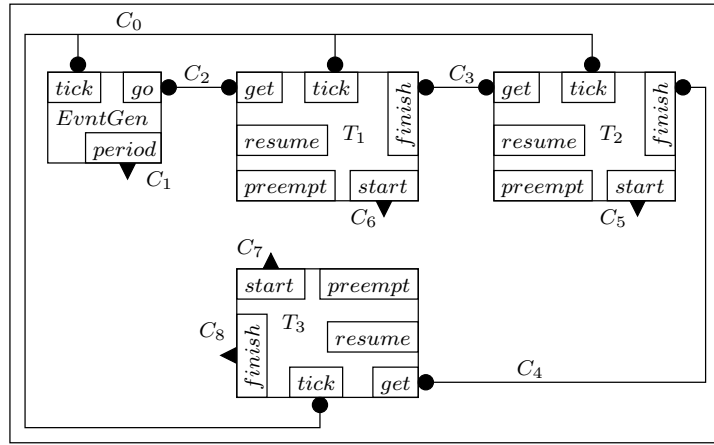 C0
tick go
EvntGen
period
C1
C2
get tick finish
resume T1
preempt start
C6
C3
get tick finish
resume T2
preempt start
C5
C7
start preempt
T3
C8
finish resume
tick get
C4